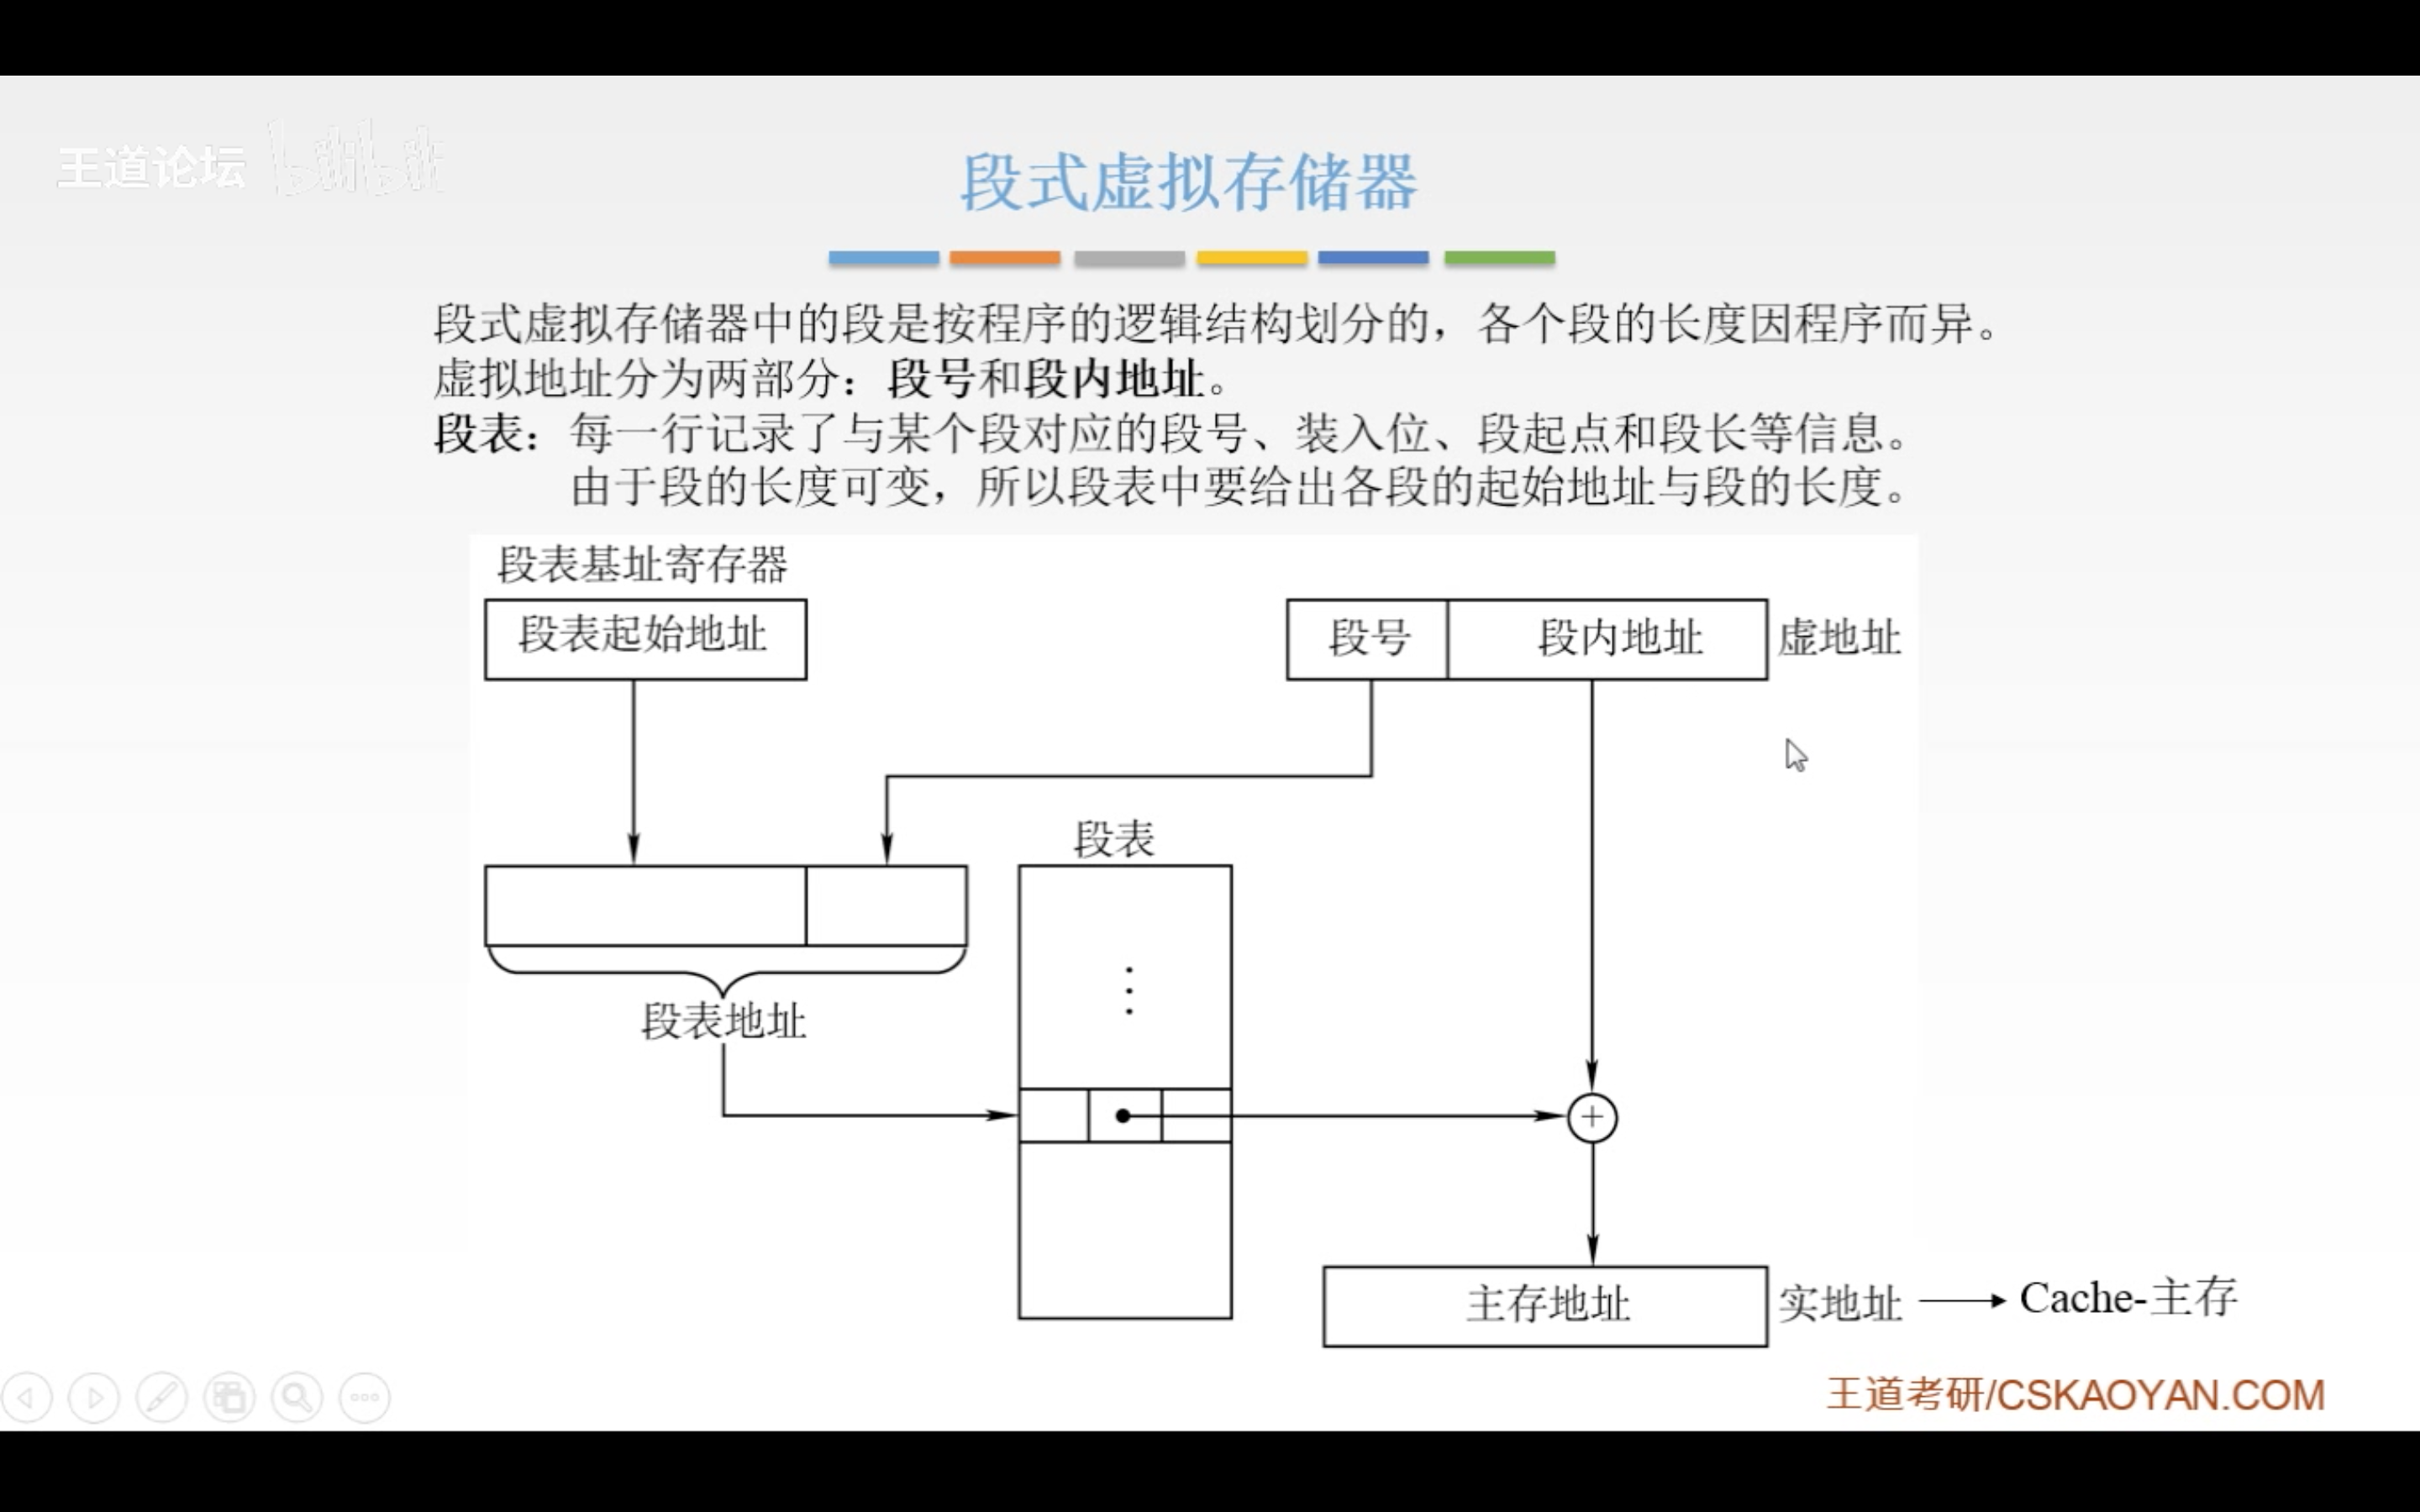 王道论坛 bilibili
段式虚拟存储器
段式虚拟存储器中的段是按程序的逻辑结构划分的，各个段的长度因程序而异。
虚拟地址分为两部分：段号和段内地址。
段表：每一行记录了与某个段对应的段号、装入位、段起点和段长等信息。
由于段的长度可变，所以段表中要给出各段的起始地址与段的长度。
段表基址寄存器
段表起始地址
段号 段内地址 虚地址
段表
段表地址
+
主存地址 实地址 Cache-主存
王道考研/CSKAOYAN.COM